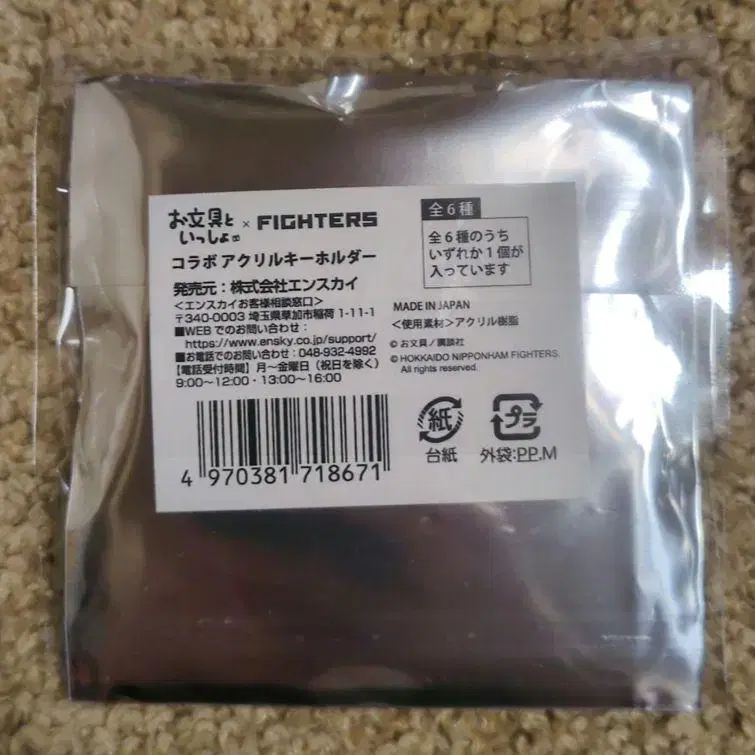 お文具と
いっしょ × FIGHTERS
コラボ アクリルキーホルダー
発売元：株式会社エンスカイ
＜エンスカイお客様相談窓口＞
〒340-0003 埼玉県草加市稲荷 1-11-1
■WEB でのお問い合わせ：
https://www.ensky.co.jp/support/
■お電話でのお問い合わせ：048-932-4992
【電話受付時間】月～金曜日（祝日を除く）
9:00～12:00・13:00～16:00
4 970381 718671
全6種
全6種のうち
いずれか1個が
入っています
MADE IN JAPAN
＜使用素材＞アクリル樹脂
© お文具／講談社
© HOKKAIDO NIPPONHAM FIGHTERS.
All rights reserved.
紙
台紙
プラ
外袋:PP,M